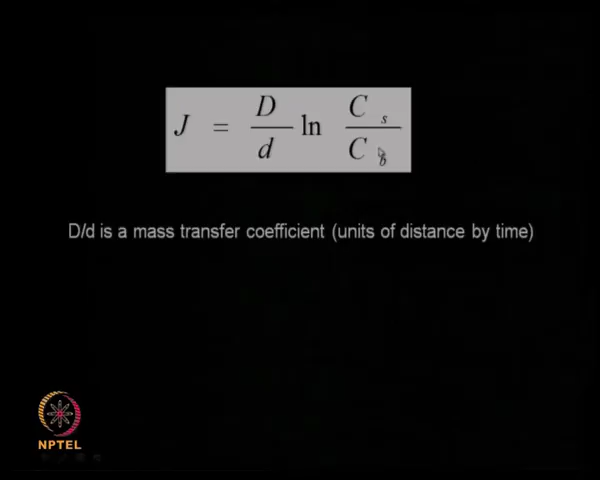 J = D/d ln C_s/C_b
D/d is a mass transfer coefficient (units of distance by time)
NPTEL